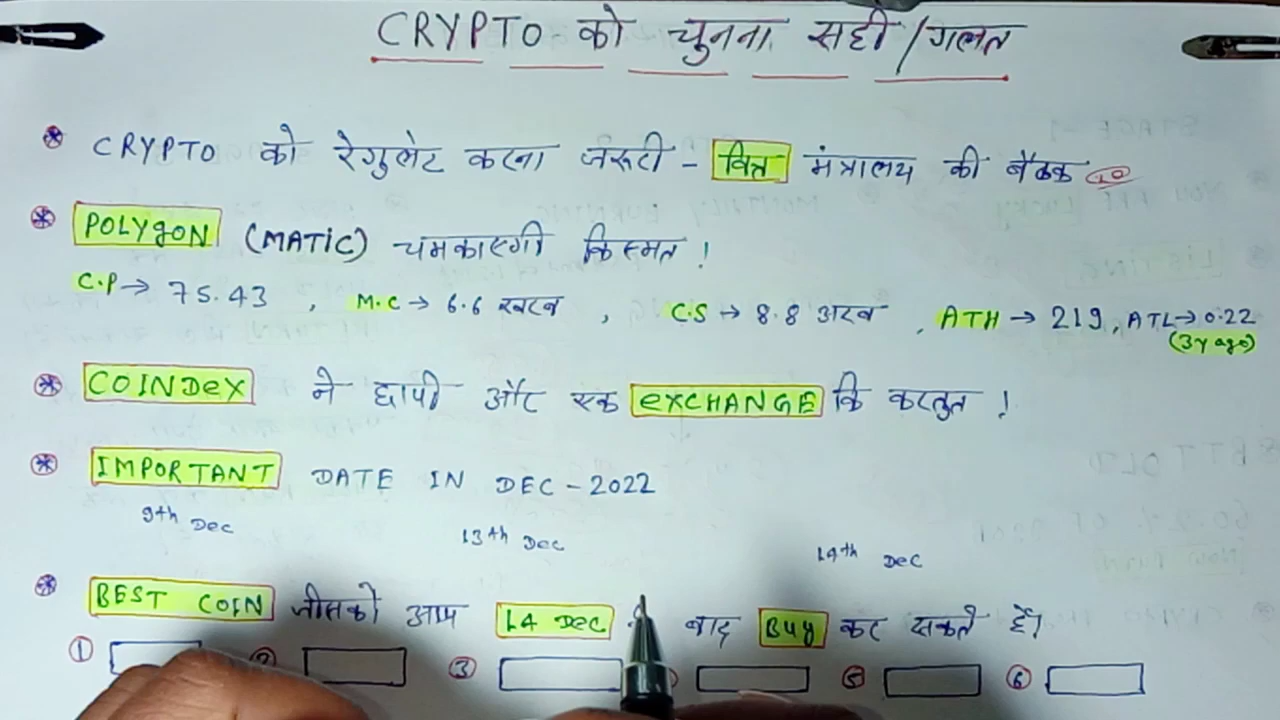 CRYPTO को चुनना सही/गलत
* CRYPTO को रेगुलेट करना जरूरी - वित्त मंत्रालय की बैठक
* POLYGON (MATIC) चमकाएगी किस्मत !
C.P → 75.43 , M.C → 6.6 खरब , C.S → 8.8 अरब , ATH → 219, ATL → 0.22
(3y ago)
* COINDeX ने छापी और एक eXCHANGE कि करतुत !
* IMPORTANT DATE IN DEC - 2022
9th Dec 13th Dec 14th Dec
* BEST COIN जीसको आप 14 Dec बाद Buy कर सकते हैं।
① ② ③ ⑤ ⑥